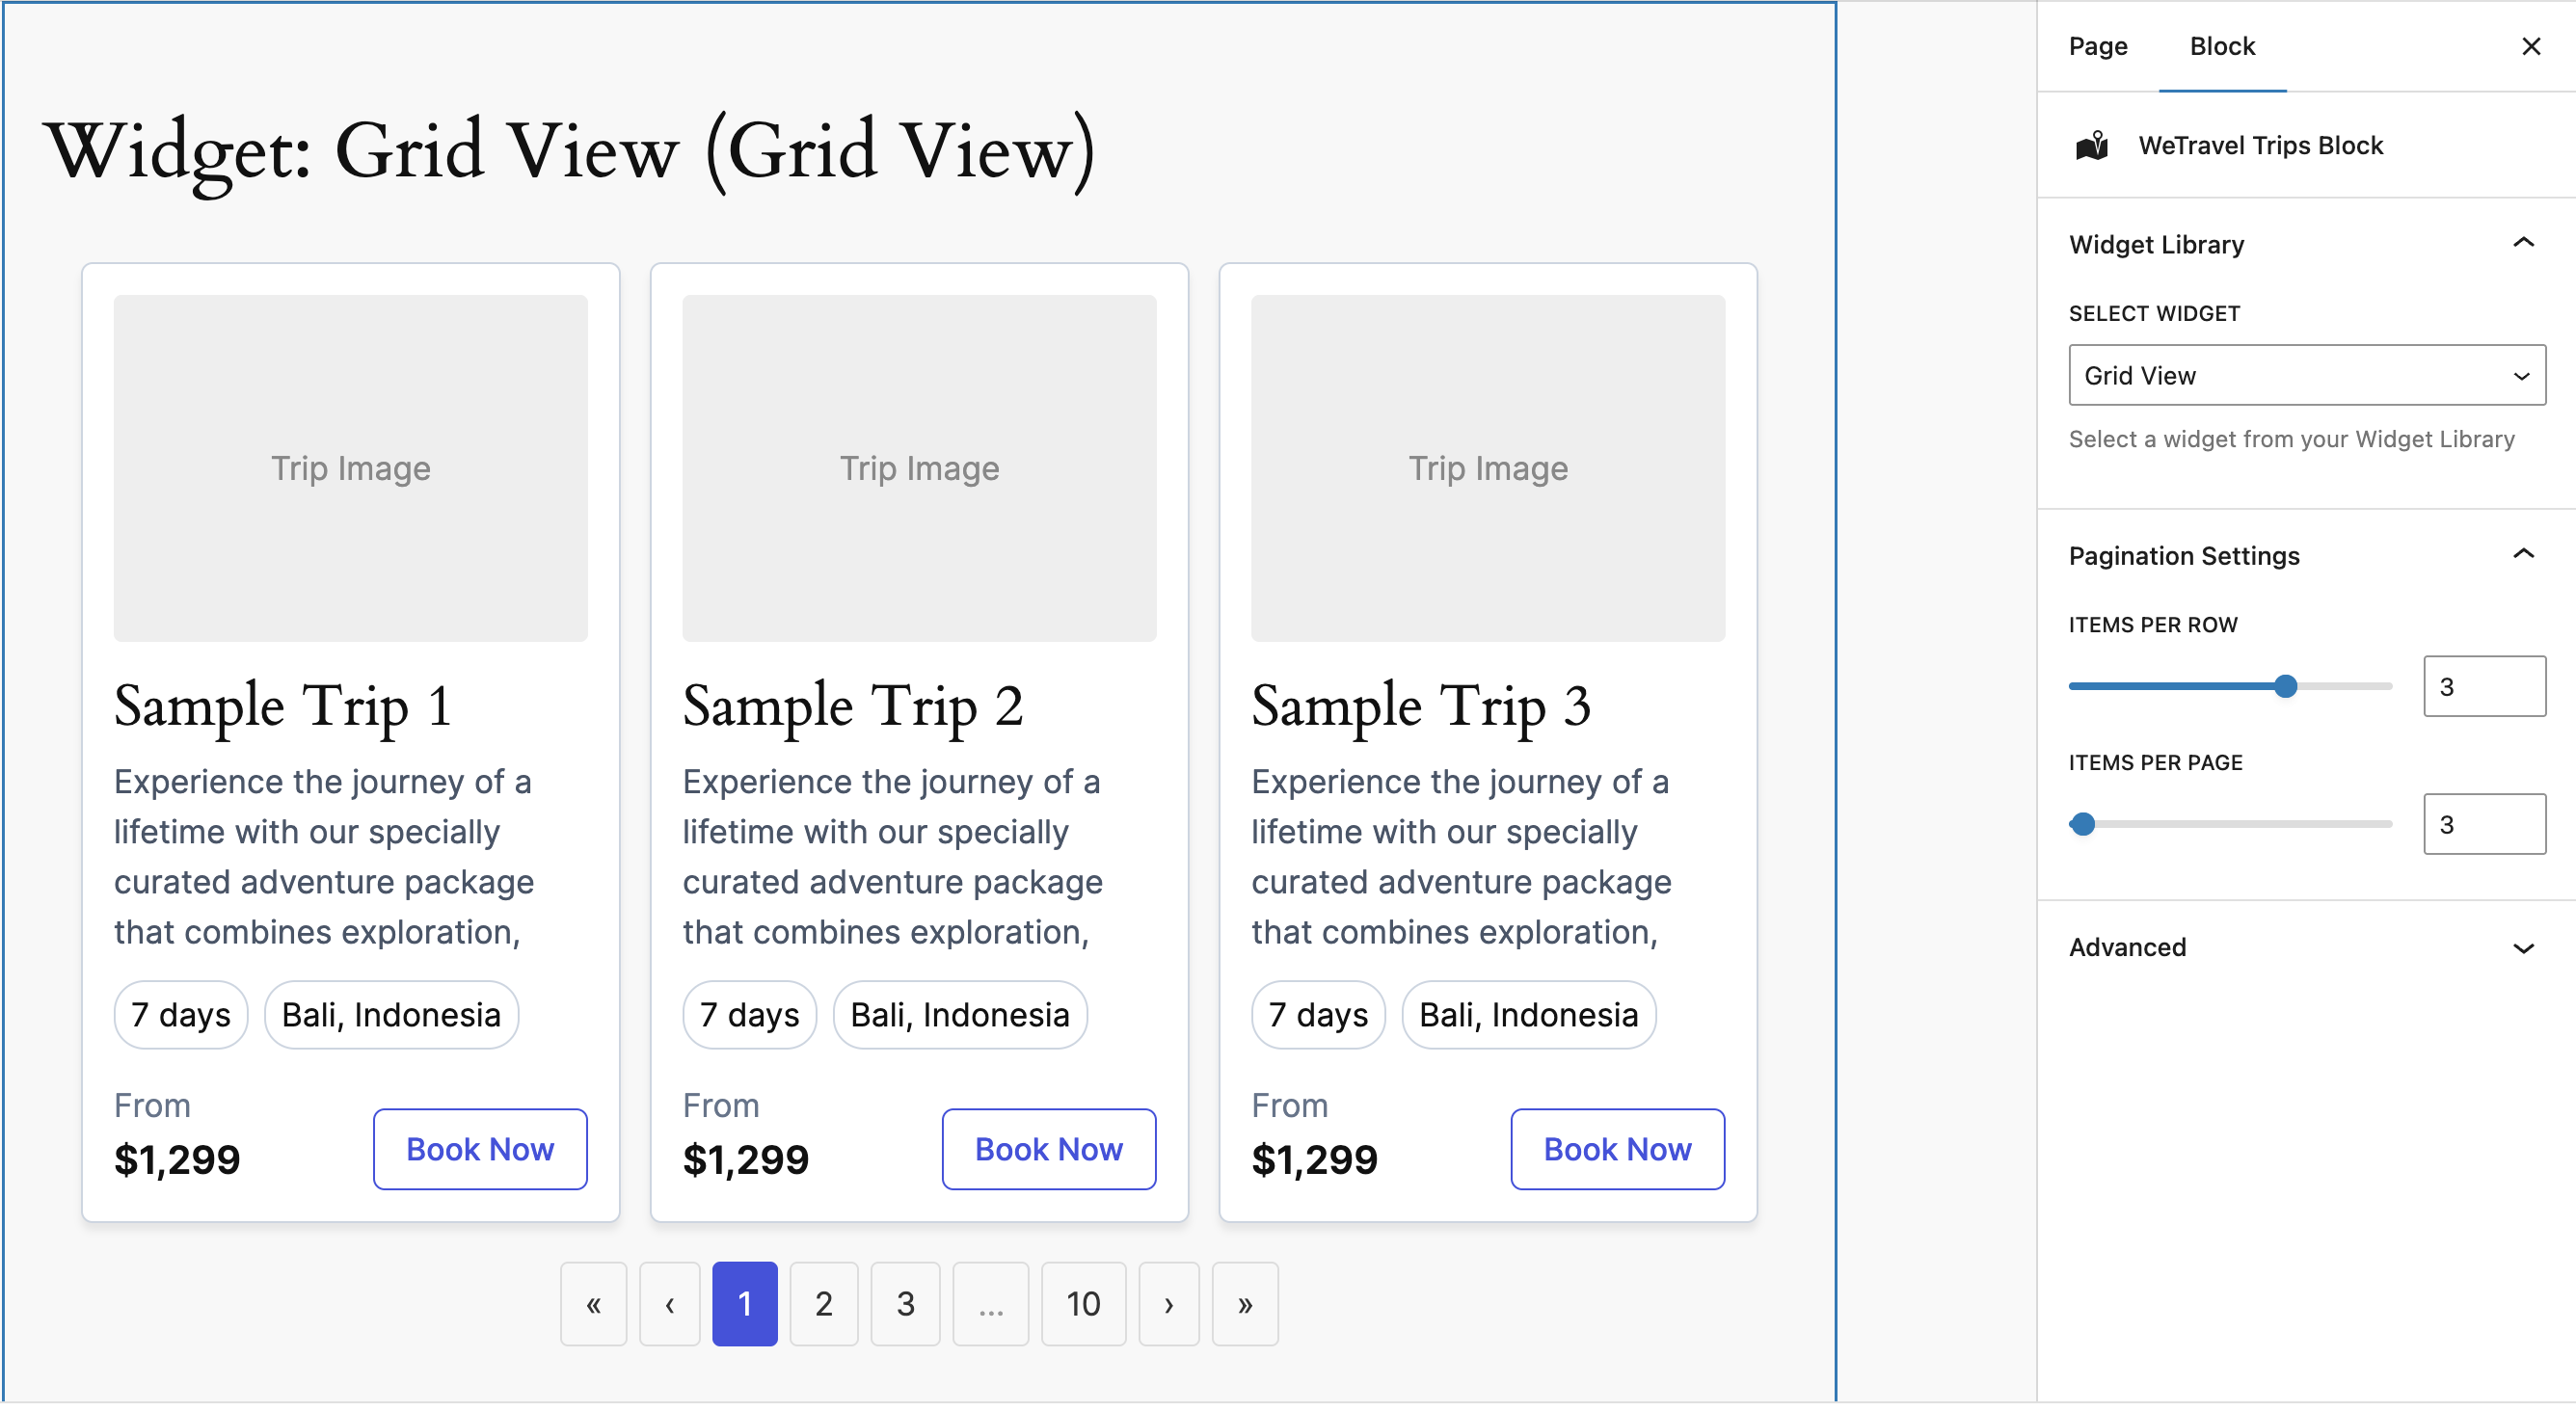 Widget: Grid View (Grid View)
Trip Image
Sample Trip 1
Experience the journey of a
lifetime with our specially
curated adventure package
that combines exploration,
7 days
Bali, Indonesia
From
$1,299
Book Now
Trip Image
Sample Trip 2
Experience the journey of a
lifetime with our specially
curated adventure package
that combines exploration,
7 days
Bali, Indonesia
From
$1,299
Book Now
Trip Image
Sample Trip 3
Experience the journey of a
lifetime with our specially
curated adventure package
that combines exploration,
7 days
Bali, Indonesia
From
$1,299
Book Now
« ‹ 1 2 3 ... 10 › »
Page Block
WeTravel Trips Block
Widget Library
SELECT WIDGET
Grid View
Select a widget from your Widget Library
Pagination Settings
ITEMS PER ROW
3
ITEMS PER PAGE
3
Advanced